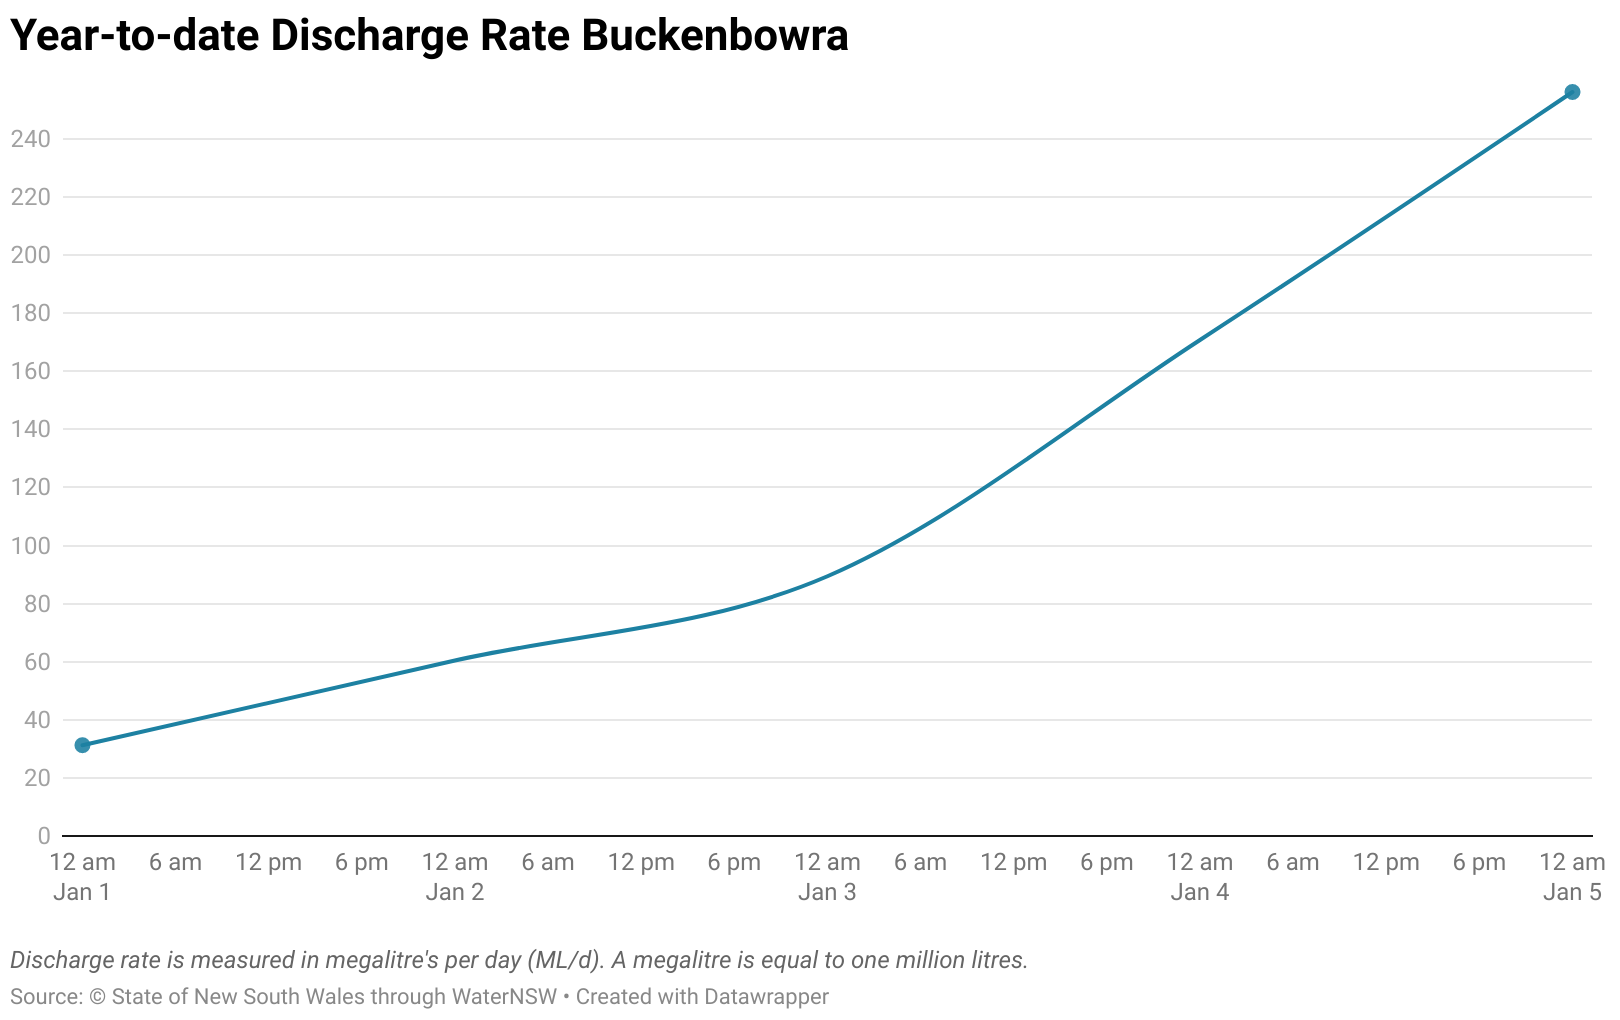 Year-to-date Discharge Rate Buckenbowra
240
220
200
180
160
140
120
100
80
60
40
20
0
12 am 6 am 12 pm 6 pm 12 am 6 am 12 pm 6 pm 12 am 6 am 12 pm 6 pm 12 am 6 am 12 pm 6 pm 12 am
Jan 1 Jan 2 Jan 3 Jan 4 Jan 5
Discharge rate is measured in megalitre's per day (ML/d). A megalitre is equal to one million litres.
Source: © State of New South Wales through WaterNSW • Created with Datawrapper